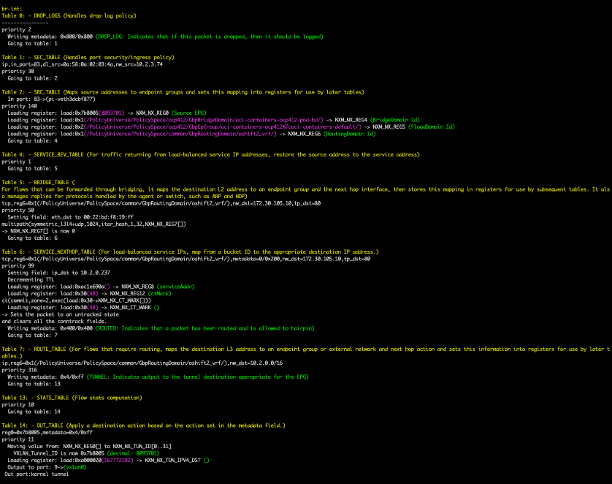 br-int:
Table 0: - DROP_LOGS (Handles drop log policy)
---------------
priority 2
Writing metadata: 0x800/0x800 (DROP_LOG: Indicates that if this packet is dropped, then it should be logged)
Going to table: 1
Table 1: - SEC_TABLE (Handles port security/ingress policy)
ip,in_port=83,dl_src=0a:58:0a:02:03:4a,nw_src=10.2.3.74
priority 30
Going to table: 2
Table 2: - SRC_TABLE (Maps source addresses to endpoint groups and sets this mapping into registers for use by later tables)
In port: 83->(pi-veth3dcbf877)
priority 140
Loading register: load:0x7b8005(8093701) -> NXM_NX_REG0 (Source EPG)
Loading register: load:0x1(/PolicyUniverse/PolicySpace/ocp412/GbpBridgeDomain/aci-containers-ocp412-pod-bd/) -> NXM_NX_REG4 (BridgeDomain Id)
Loading register: load:0x2(/PolicyUniverse/PolicySpace/ocp412/GbpEpGroup/aci-containers-ocp412%7caci-containers-default/) -> NXM_NX_REG5 (FloodDomain Id)
Loading register: load:0x1(/PolicyUniverse/PolicySpace/common/GbpRoutingDomain/oshift2_vrf/) -> NXM_NX_REG6 (RoutingDomain Id)
Going to table: 4
Table 4: - SERVICE_REV_TABLE (For traffic returning from load-balanced service IP addresses, restore the source address to the service address)
priority 1
Going to table: 5
Table 5: - BRIDGE_TABLE (
For flows that can be forwarded through bridging, it maps the destination L2 address to an endpoint group and the next hop interface, then stores this mapping in registers for use by subsequent tables. It als
o manages replies for protocols handled by the agent or switch, such as ARP and NDP)
tcp,reg6=0x1(/PolicyUniverse/PolicySpace/common/GbpRoutingDomain/oshift2_vrf/),nw_dst=172.30.105.10,tp_dst=80
priority 50
Setting field: eth_dst to 00:22:bd:f8:19:ff
multipath(symmetric_l3l4+udp,1024,iter_hash,1,32,NXM_NX_REG7[])
-> NXM_NX_REG7[] is now 0
Going to table: 6
Table 6: - SERVICE_NEXTHOP_TABLE (For load-balanced service IPs, map from a bucket ID to the appropriate destination IP address.)
tcp,reg6=0x1(/PolicyUniverse/PolicySpace/common/GbpRoutingDomain/oshift2_vrf/),metadata=0/0x200,nw_dst=172.30.105.10,tp_dst=80
priority 99
Setting field: ip_dst to 10.2.0.237
Decrementing TTL
Loading register: load:0xac1e690a() -> NXM_NX_REG8 (serviceAddr)
Loading register: load:0x30(48) -> NXM_NX_REG12 (ctMark)
ct(commit,zone=2,exec(load:0x30->NXM_NX_CT_MARK[]))
Loading register: load:0x30(48) -> NXM_NX_CT_MARK ()
-> Sets the packet to an untracked state
and clears all the conntrack fields.
Writing metadata: 0x400/0x400 (ROUTED: Indicates that a packet has been routed and is allowed to hairpin)
Going to table: 7
Table 7: - ROUTE_TABLE (For flows that require routing, maps the destination L3 address to an endpoint group or external network and next hop action and sets this information into registers for use by later t
ables.)
ip,reg6=0x1(/PolicyUniverse/PolicySpace/common/GbpRoutingDomain/oshift2_vrf/),nw_dst=10.2.0.0/16
priority 316
Writing metadata: 0x4/0xff (TUNNEL: Indicates output to the tunnel destination appropriate for the EPG)
Going to table: 13
Table 13: - STATS_TABLE (Flow stats computation)
priority 10
Going to table: 14
Table 14: - OUT_TABLE (Apply a destination action based on the action set in the metadata field.)
reg0=0x7b8005,metadata=0x4/0xff
priority 11
Moving value from: NXM_NX_REG0[] to NXM_NX_TUN_ID[0..31]
VXLAN_Tunnel_ID is now 0x7b8005 (decimal: 8093701)
Loading register: load:0xa000020(167772192) -> NXM_NX_TUN_IPV4_DST ()
Output to port: 9->(vxlan0)
Out port:kernel tunnel